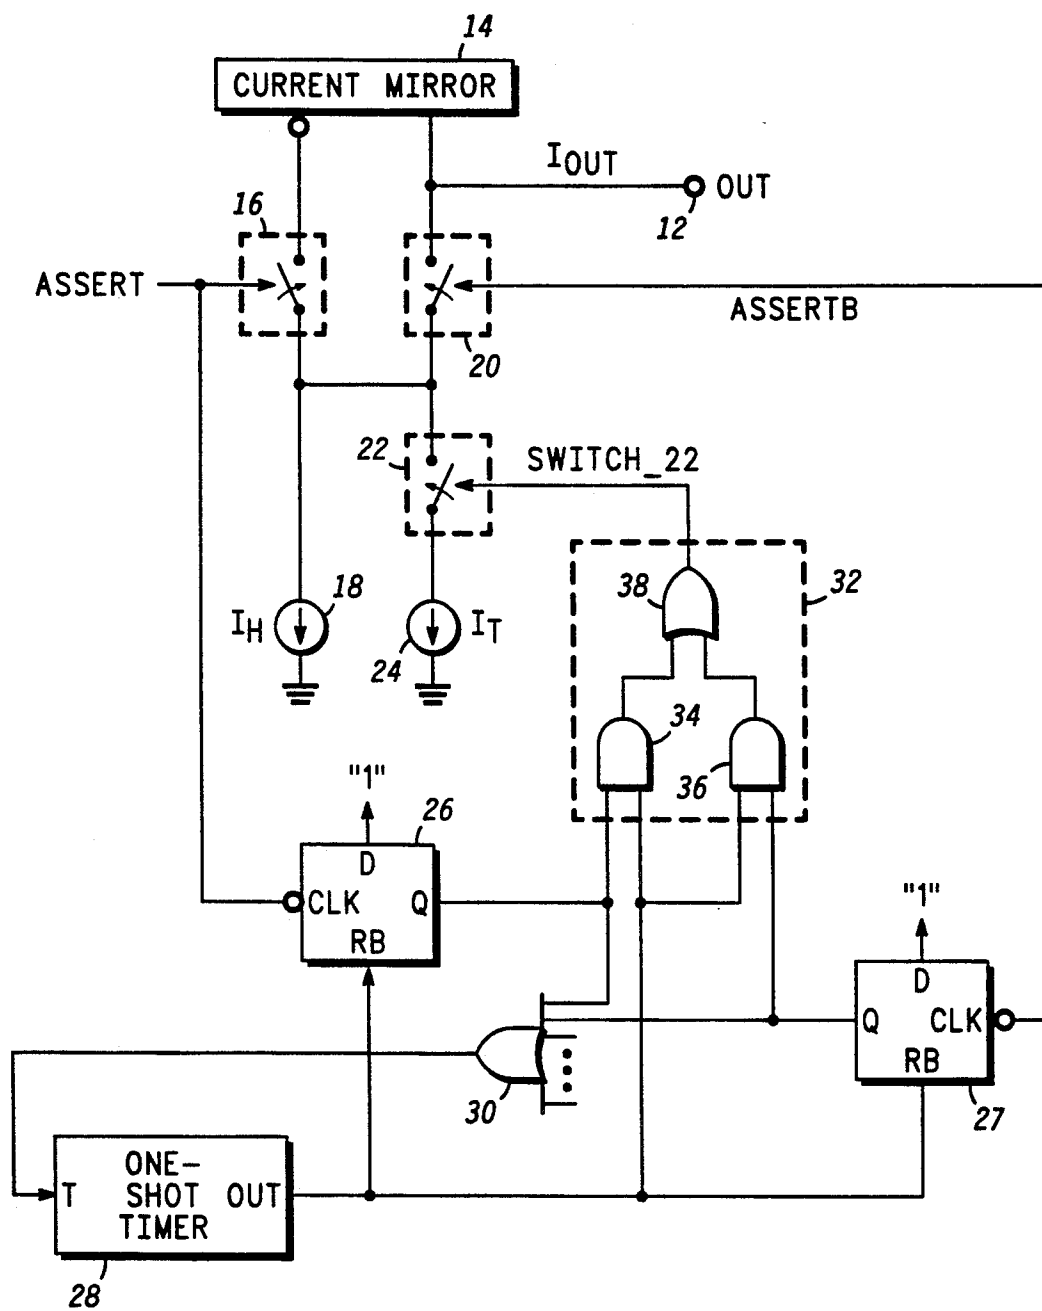 14
CURRENT MIRROR
IOUT
OUT
12
16
ASSERT
ASSERTB
20
22
SWITCH_22
18
IH
IT
24
38
32
34
36
"1"
26
D
CLK Q
RB
"1"
D
Q CLK
RB
27
30
ONE-
T SHOT OUT
TIMER
28